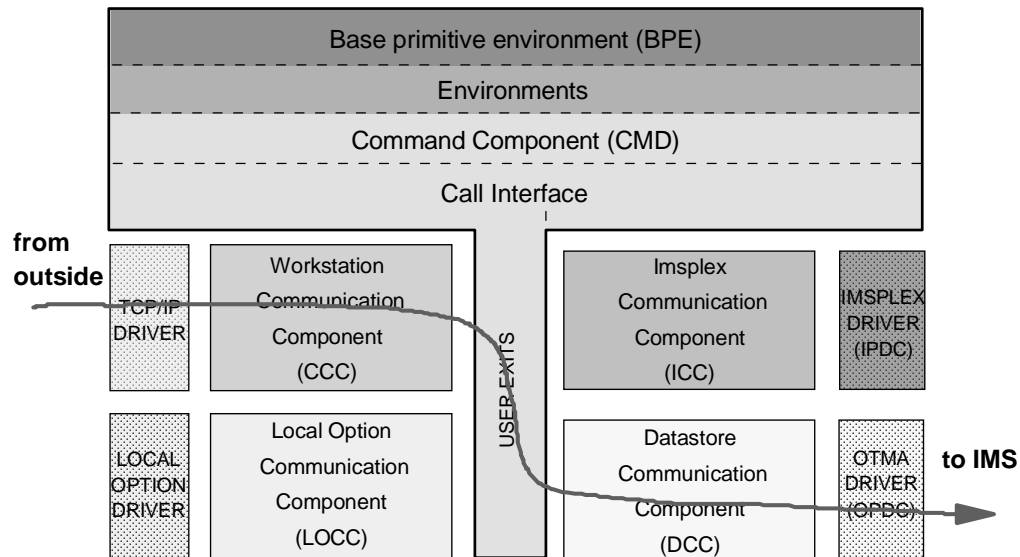 Base primitive environment (BPE)
Environments
Command Component (CMD)
Call Interface
from
outside
TCP/IP
DRIVER
Workstation
Communication
Component
(CCC)
USER EXITS
Imsplex
Communication
Component
(ICC)
IMSPLEX
DRIVER
(IPDC)
LOCAL
OPTION
DRIVER
Local Option
Communication
Component
(LOCC)
Datastore
Communication
Component
(DCC)
OTMA
DRIVER
(OPDC)
to IMS